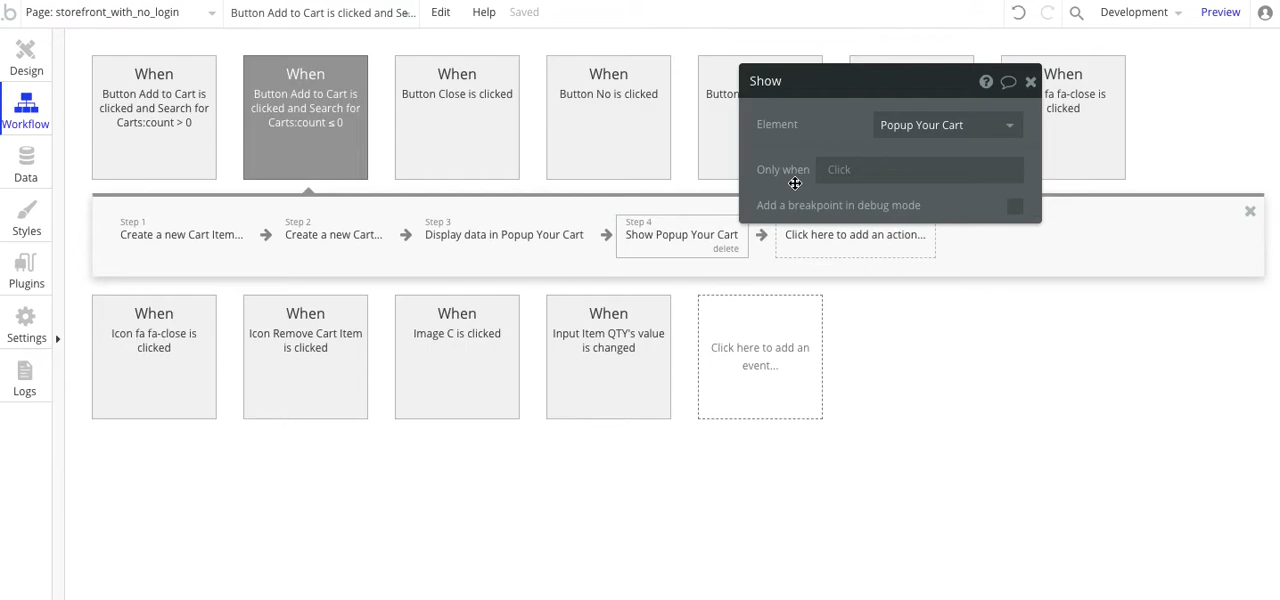 Page: storefront_with_no_login
Button Add to Cart is clicked and Se...
Edit
Help
Saved
Development
Preview
Design
Workflow
Data
Styles
Plugins
Settings
Logs
When
Button Add to Cart is
clicked and Search for
Carts:count > 0
When
Button Add to Cart is
clicked and Search for
Carts:count ≤ 0
When
Button Close is clicked
When
Button No is clicked
Button
When
fa fa-close is
clicked
Show
Element
Popup Your Cart
Only when
Click
Add a breakpoint in debug mode
Step 1
Create a new Cart Item...
Step 2
Create a new Cart...
Step 3
Display data in Popup Your Cart
Step 4
Show Popup Your Cart
delete
Click here to add an action...
When
Icon fa fa-close is
clicked
When
Icon Remove Cart Item
is clicked
When
Image C is clicked
When
Input Item QTY's value
is changed
Click here to add an
event...